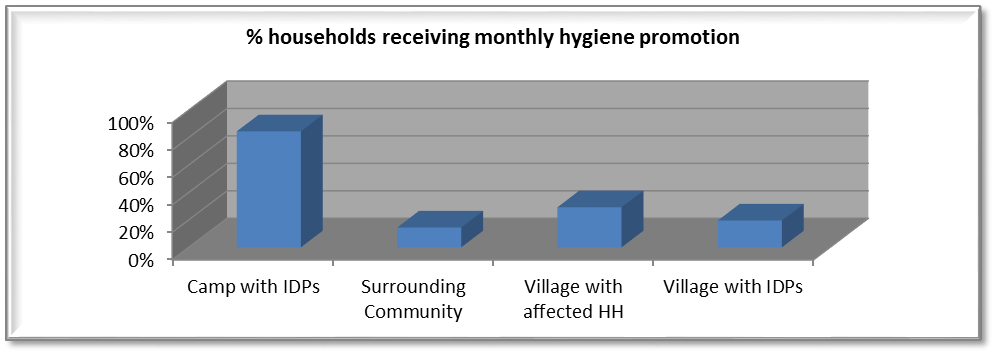 % households receiving monthly hygiene promotion
100%
80%
60%
40%
20%
0%
Camp with IDPs
Surrounding
Community
Village with
affected HH
Village with IDPs